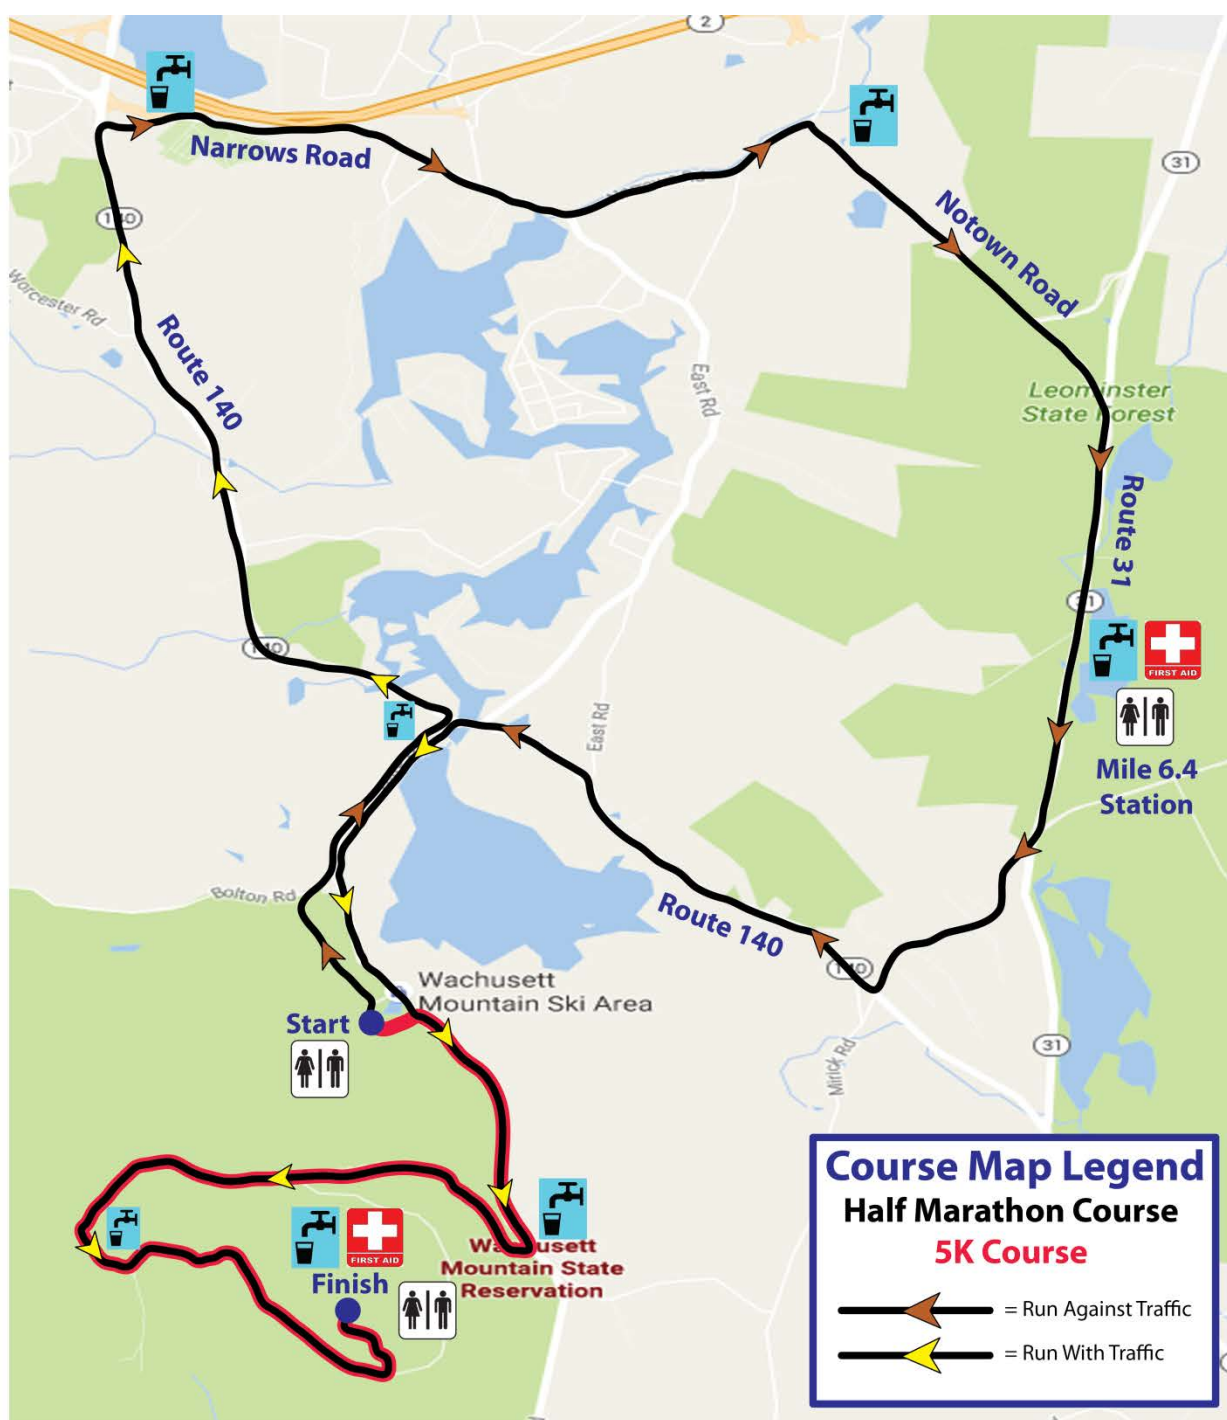 2
Narrows Road
31
140
Notown Road
Worcester Rd
Route 140
East Rd
Leominster
State Forest
Route 31
31
FIRST AID
140
East Rd
Mile 6.4
Station
Bolton Rd
Route 140
140
Wachusett
Mountain Ski Area
Start
31
Mirick Rd
Wachusett
Mountain State
Reservation
FIRST AID
Finish
Course Map Legend
Half Marathon Course
5K Course
= Run Against Traffic
= Run With Traffic